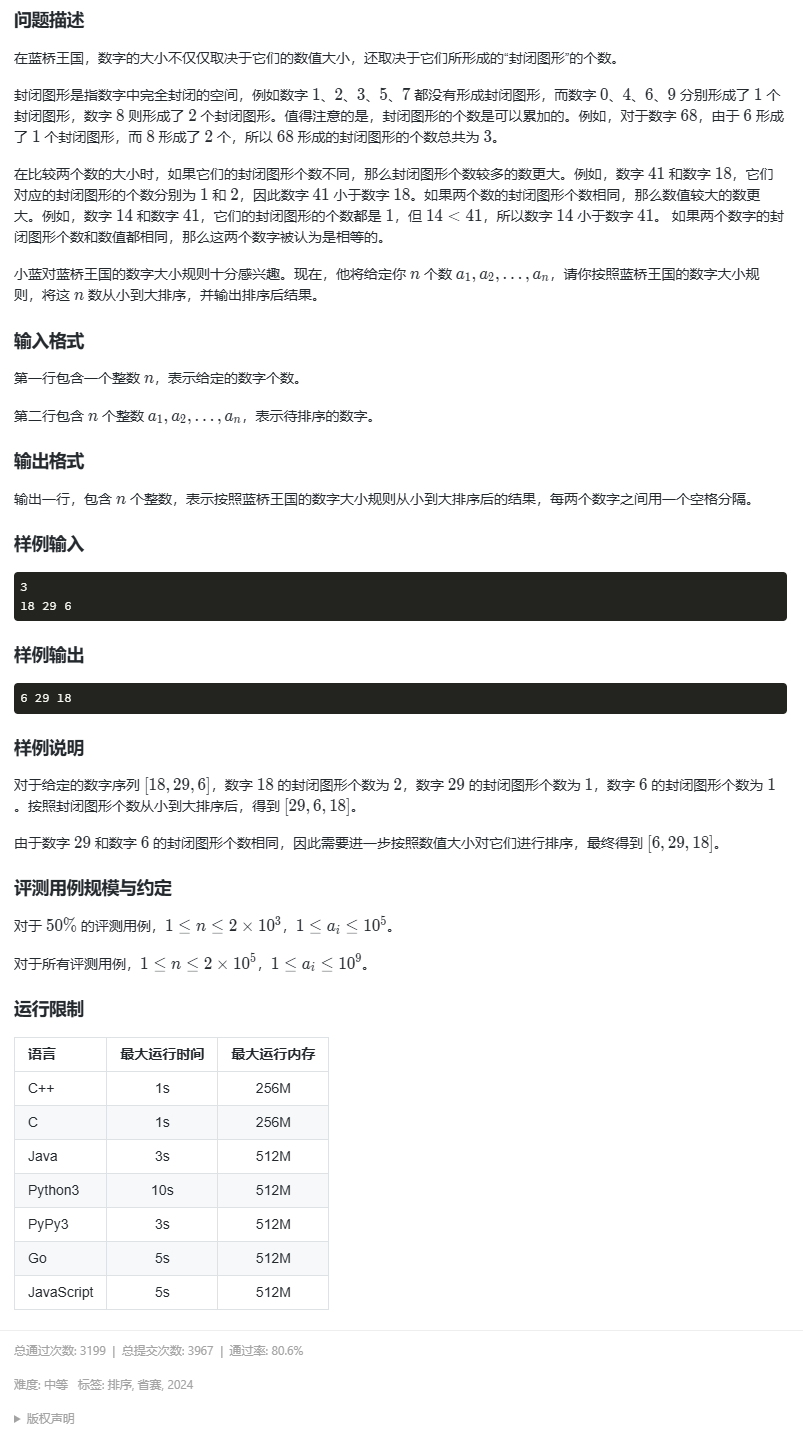 问题描述
在蓝桥王国，数字的大小不仅仅取决于它们的数值大小，还取决于它们所形成的“封闭图形”的个数。
封闭图形是指数字中完全封闭的空间，例如数字 1、2、3、5、7 都没有形成封闭图形，而数字 0、4、6、9 分别形成了 1 个
封闭图形，数字 8 则形成了 2 个封闭图形。值得注意的是，封闭图形的个数是可以累加的。例如，对于数字 68，由于 6 形成
了 1 个封闭图形，而 8 形成了 2 个，所以 68 形成的封闭图形的个数总共为 3。
在比较两个数的大小时，如果它们的封闭图形个数不同，那么封闭图形个数较多的数更大。例如，数字 41 和数字 18，它们
对应的封闭图形的个数分别为 1 和 2，因此数字 41 小于数字 18。如果两个数的封闭图形个数相同，那么数值较大的数更
大。例如，数字 14 和数字 41，它们的封闭图形的个数都是 1，但 14 < 41，所以数字 14 小于数字 41。 如果两个数字的封
闭图形个数和数值都相同，那么这两个数字被认为是相等的。
小蓝对蓝桥王国的数字大小规则十分感兴趣。现在，他将给定你 n 个数 a₁, a₂, . . . , aₙ，请你按照蓝桥王国的数字大小规
则，将这 n 数从小到大排序，并输出排序后结果。
输入格式
第一行包含一个整数 n，表示给定的数字个数。
第二行包含 n 个整数 a₁, a₂, . . . , aₙ，表示待排序的数字。
输出格式
输出一行，包含 n 个整数，表示按照蓝桥王国的数字大小规则从小到大排序后的结果，每两个数字之间用一个空格分隔。
样例输入
3
18 29 6
样例输出
6 29 18
样例说明
对于给定的数字序列 [18, 29, 6]，数字 18 的封闭图形个数为 2，数字 29 的封闭图形个数为 1，数字 6 的封闭图形个数为 1
。按照封闭图形个数从小到大排序后，得到 [29, 6, 18]。
由于数字 29 和数字 6 的封闭图形个数相同，因此需要进一步按照数值大小对它们进行排序，最终得到 [6, 29, 18]。
评测用例规模与约定
对于 50% 的评测用例，1 ≤ n ≤ 2 × 10³，1 ≤ aᵢ ≤ 10⁵。
对于所有评测用例，1 ≤ n ≤ 2 × 10⁵，1 ≤ aᵢ ≤ 10⁹。
运行限制
语言 最大运行时间 最大运行内存
C++ 1s 256M
C 1s 256M
Java 3s 512M
Python3 10s 512M
PyPy3 3s 512M
Go 5s 512M
JavaScript 5s 512M
总通过次数: 3199 | 总提交次数: 3967 | 通过率: 80.6%
难度: 中等 标签: 排序, 省赛, 2024
▶ 版权声明